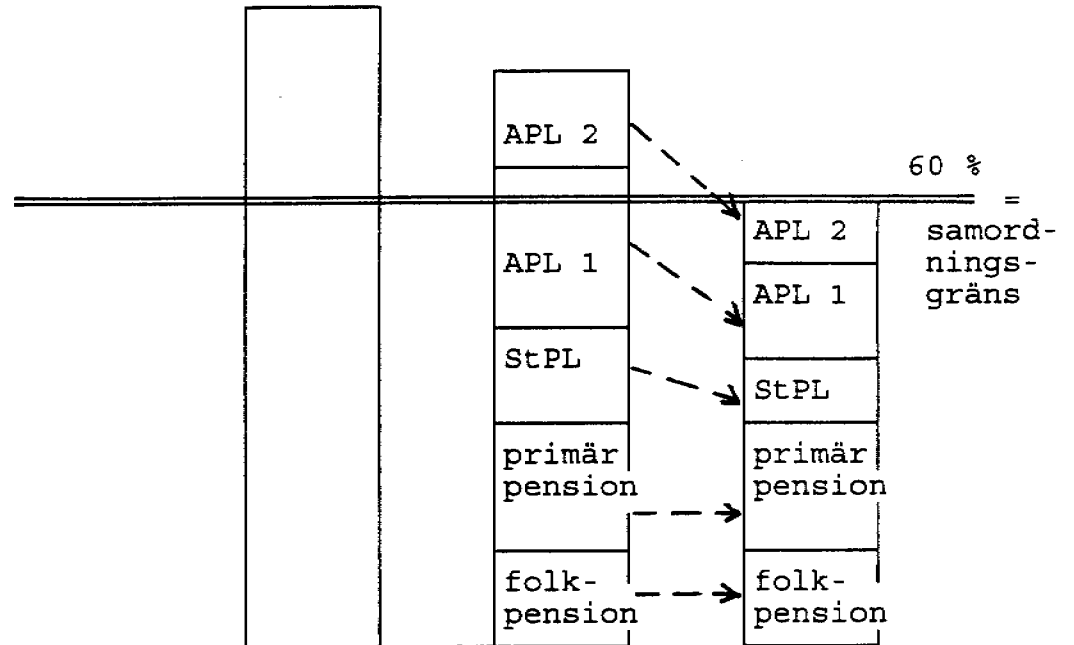 APL 2
APL 1
StPL
primär
pension
folk-
pension
APL 2
APL 1
StPL
primär
pension
folk-
pension
60 %
=
samord-
nings-
gräns